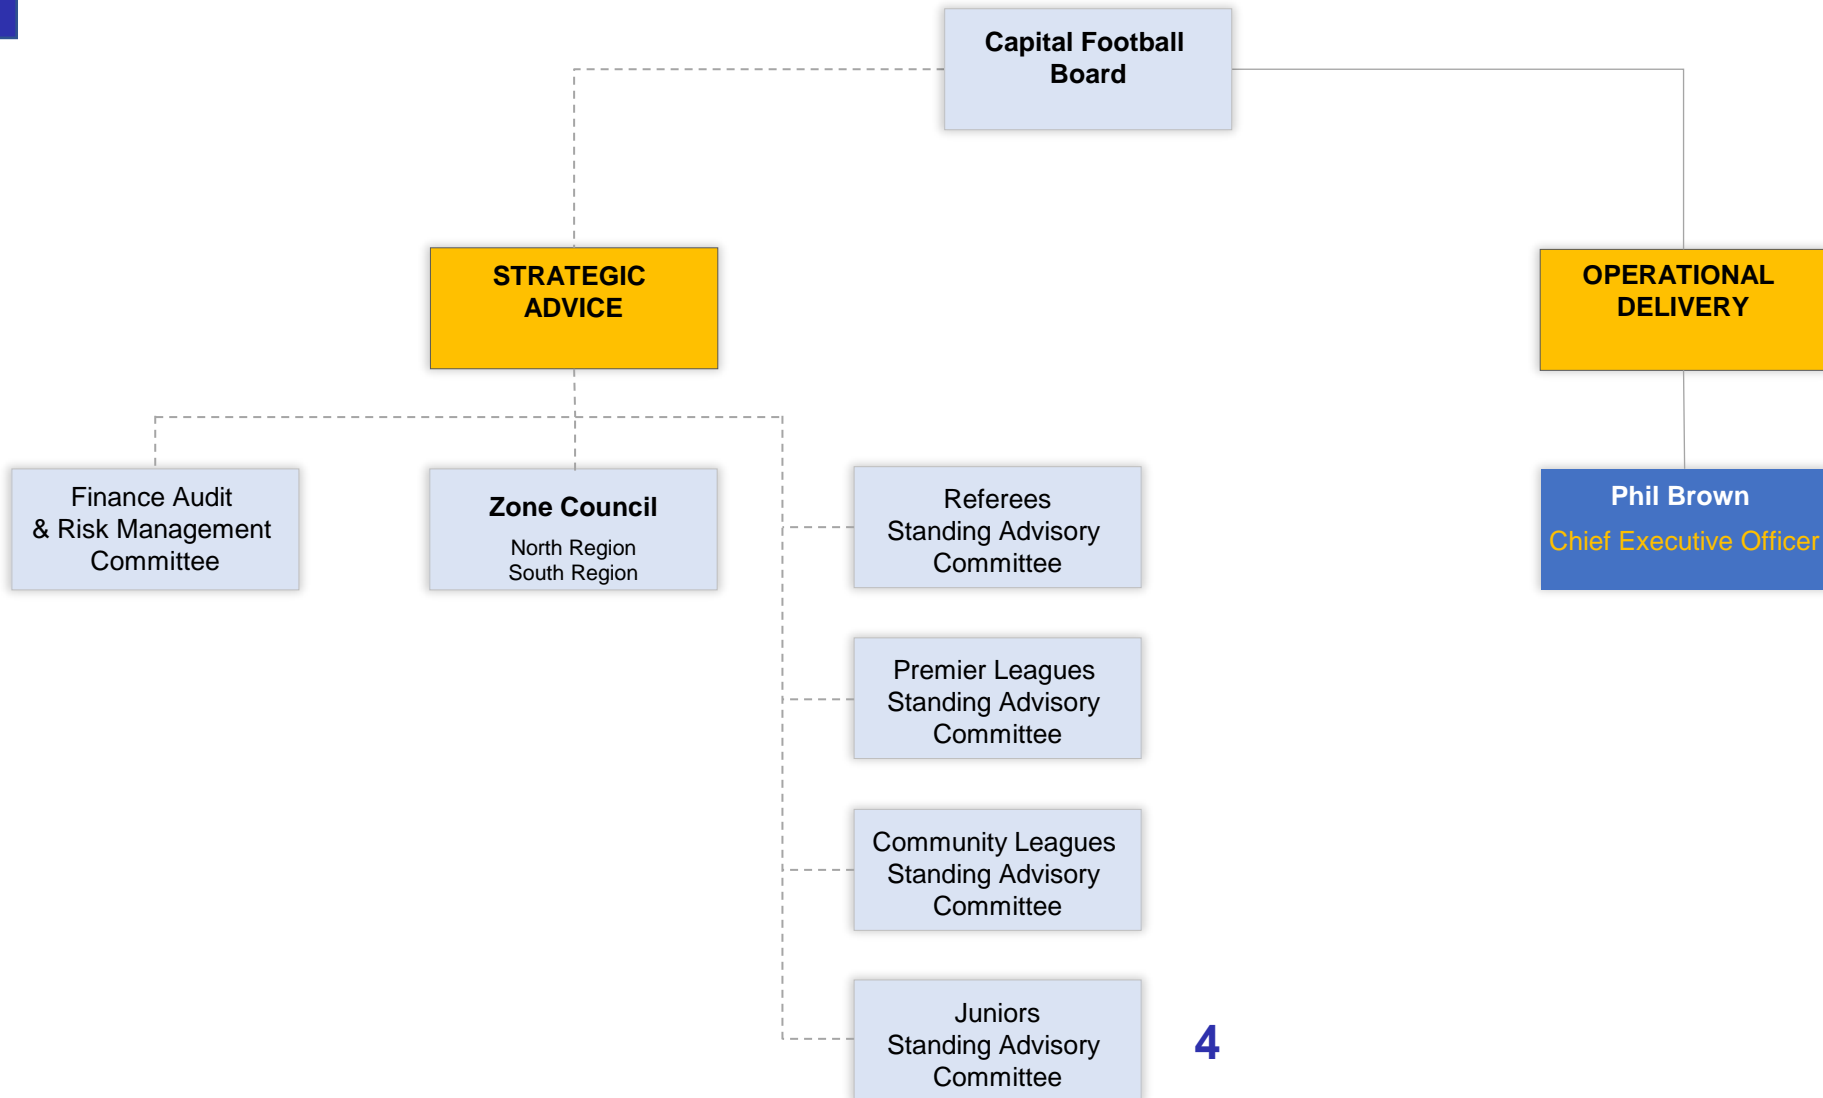 Capital Football
Board
STRATEGIC
ADVICE
OPERATIONAL
DELIVERY
Finance Audit
& Risk Management
Committee
Zone Council
North Region
South Region
Referees
Standing Advisory
Committee
Phil Brown
Chief Executive Officer
Premier Leagues
Standing Advisory
Committee
Community Leagues
Standing Advisory
Committee
Juniors
Standing Advisory
Committee
4